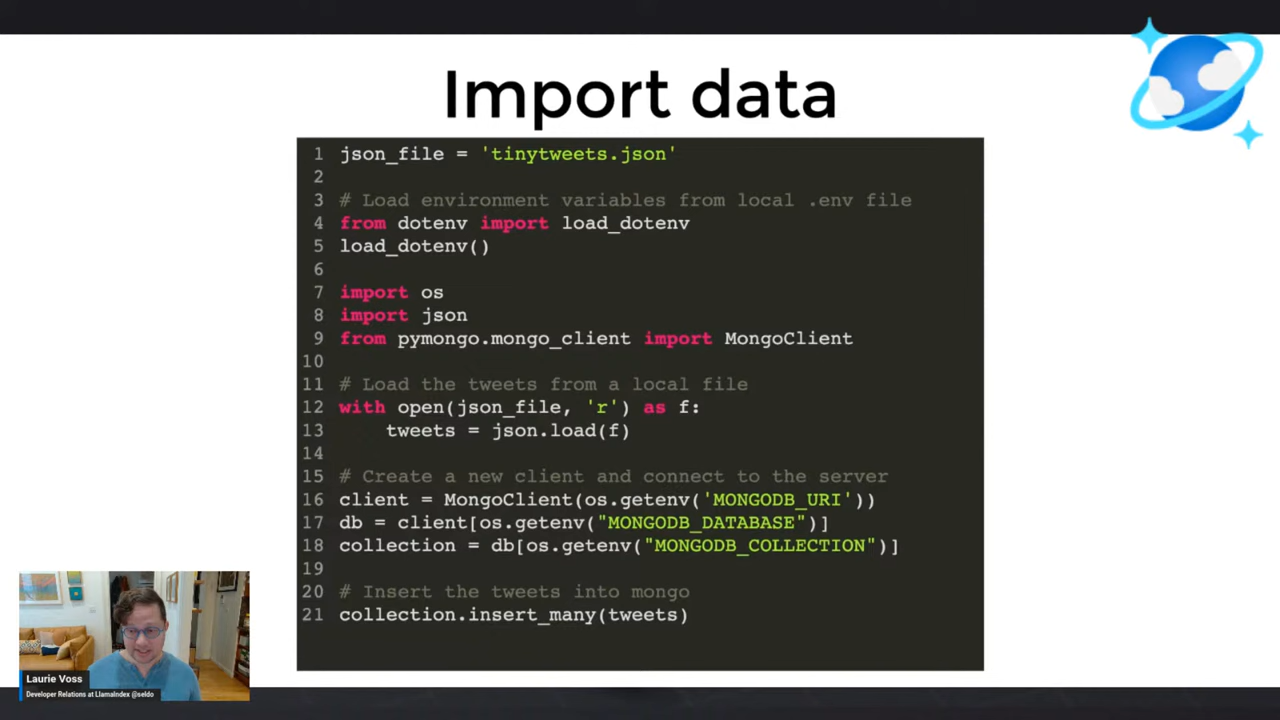 Import data
1 json_file = 'tinytweets.json'
2
3 # Load environment variables from local .env file
4 from dotenv import load_dotenv
5 load_dotenv()
6
7 import os
8 import json
9 from pymongo.mongo_client import MongoClient
10
11 # Load the tweets from a local file
12 with open(json_file, 'r') as f:
13     tweets = json.load(f)
14
15 # Create a new client and connect to the server
16 client = MongoClient(os.getenv('MONGODB_URI'))
17 db = client[os.getenv("MONGODB_DATABASE")]
18 collection = db[os.getenv("MONGODB_COLLECTION")]
19
20 # Insert the tweets into mongo
21 collection.insert_many(tweets)
Laurie Voss
Developer Relations at LlamaIndex @seldo